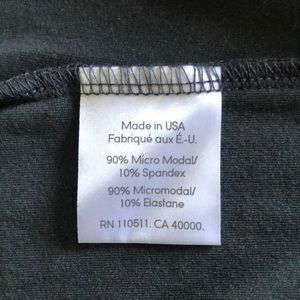 Made in USA
Fabriqué aux É.-U.
90% Micro Modal/
10% Spandex
90% Micromodal/
10% Elastane
RN 110511. CA 40000.